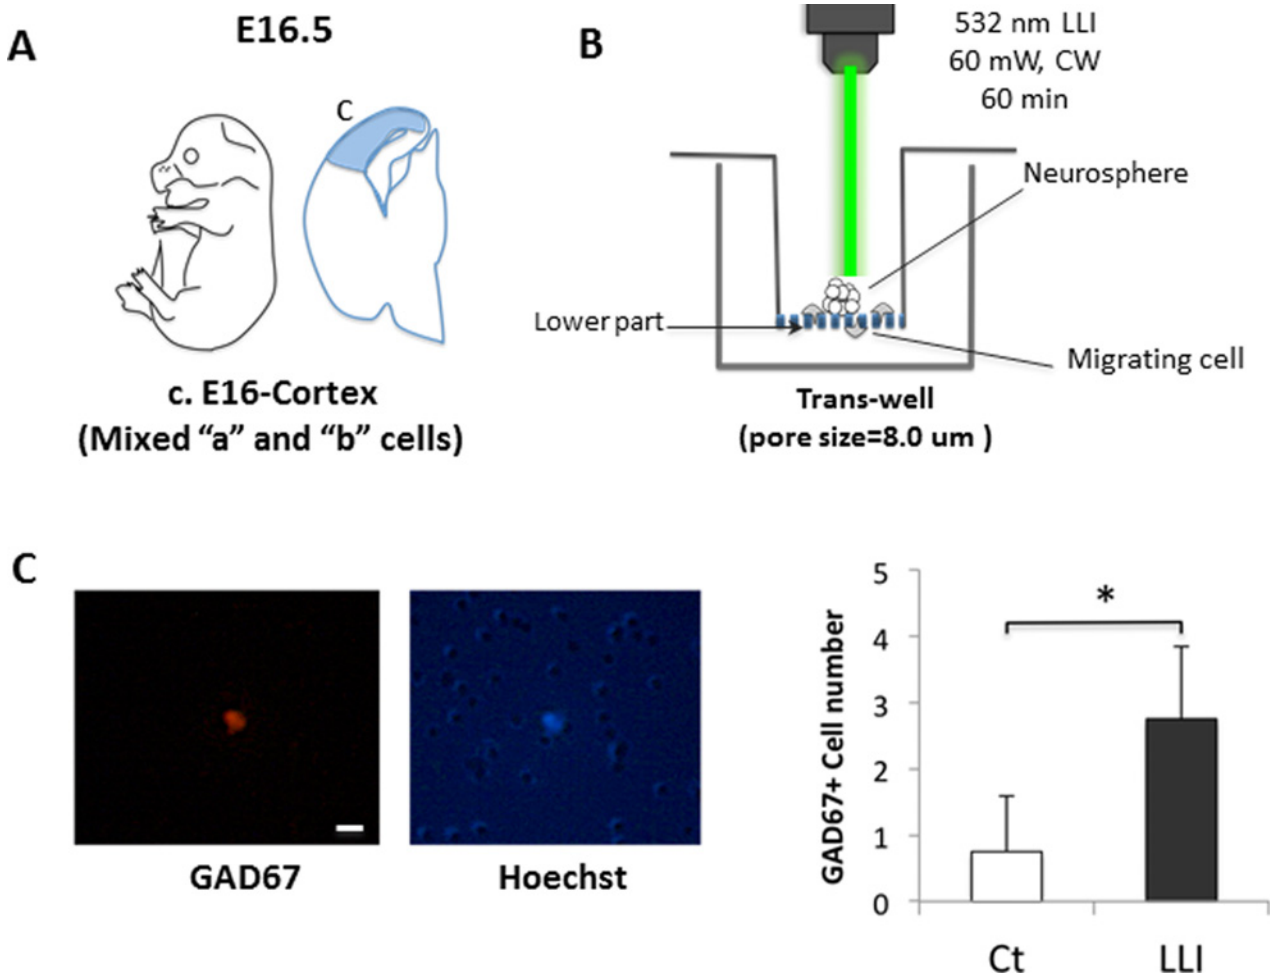 A
E16.5
C
c. E16-Cortex
(Mixed “a” and “b” cells)
B
532 nm LLI
60 mW, CW
60 min
Neurosphere
Lower part
Migrating cell
Trans-well
(pore size=8.0 um )
C
GAD67
Hoechst
GAD67+ Cell number
5
4
3
2
1
0
*
Ct
LLI